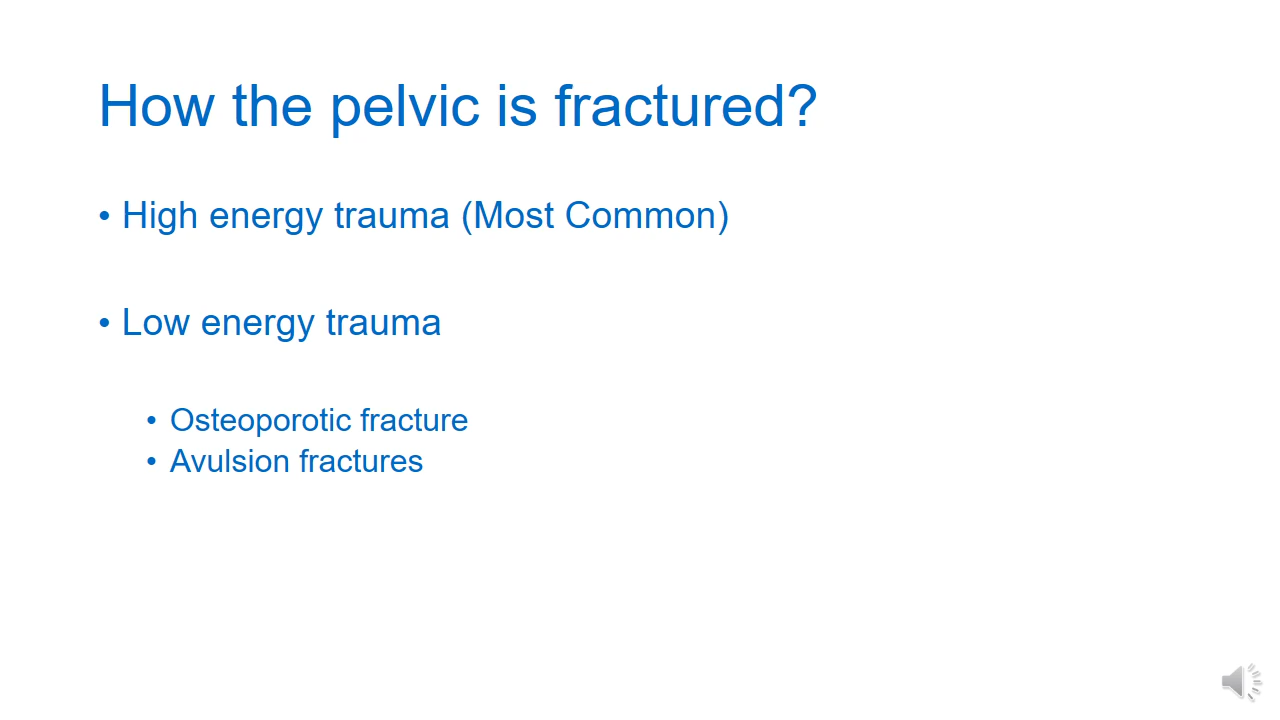 How the pelvic is fractured?
• High energy trauma (Most Common)
• Low energy trauma
• Osteoporotic fracture
• Avulsion fractures